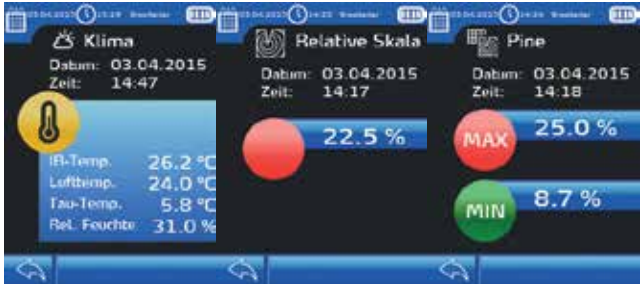 Klima
Datum: 03.04.2015
Zeit: 14:47
IR-Temp. 26.2 °C
Lufttemp. 24.0 °C
Tau-Temp. 5.8 °C
Rel. Feuchte 31.0 %
Relative Skala
Datum: 03.04.2015
Zeit: 14:17
22.5 %
Pine
Datum: 03.04.2015
Zeit: 14:18
MAX 25.0 %
MIN 8.7 %